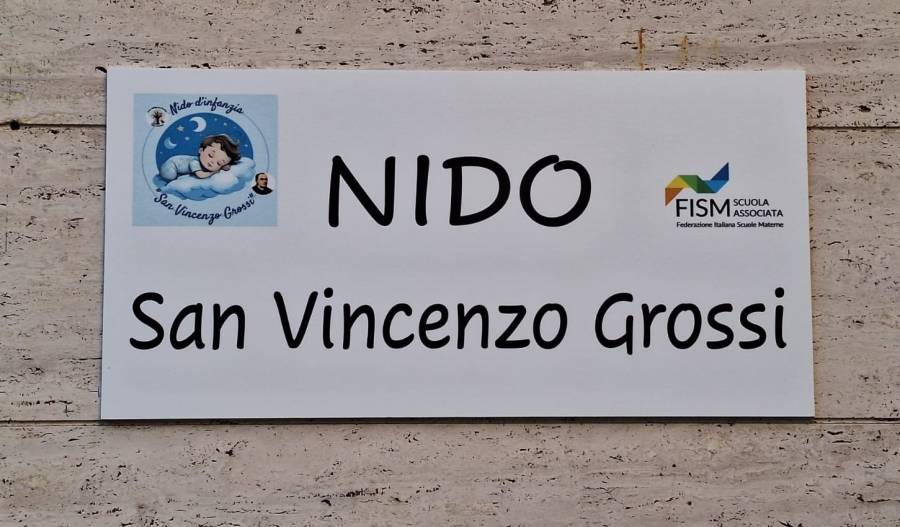 Nido d'infanzia
San Vincenzo Grossi
NIDO
FISM SCUOLA ASSOCIATA
Federazione Italiana Scuole Materne
San Vincenzo Grossi